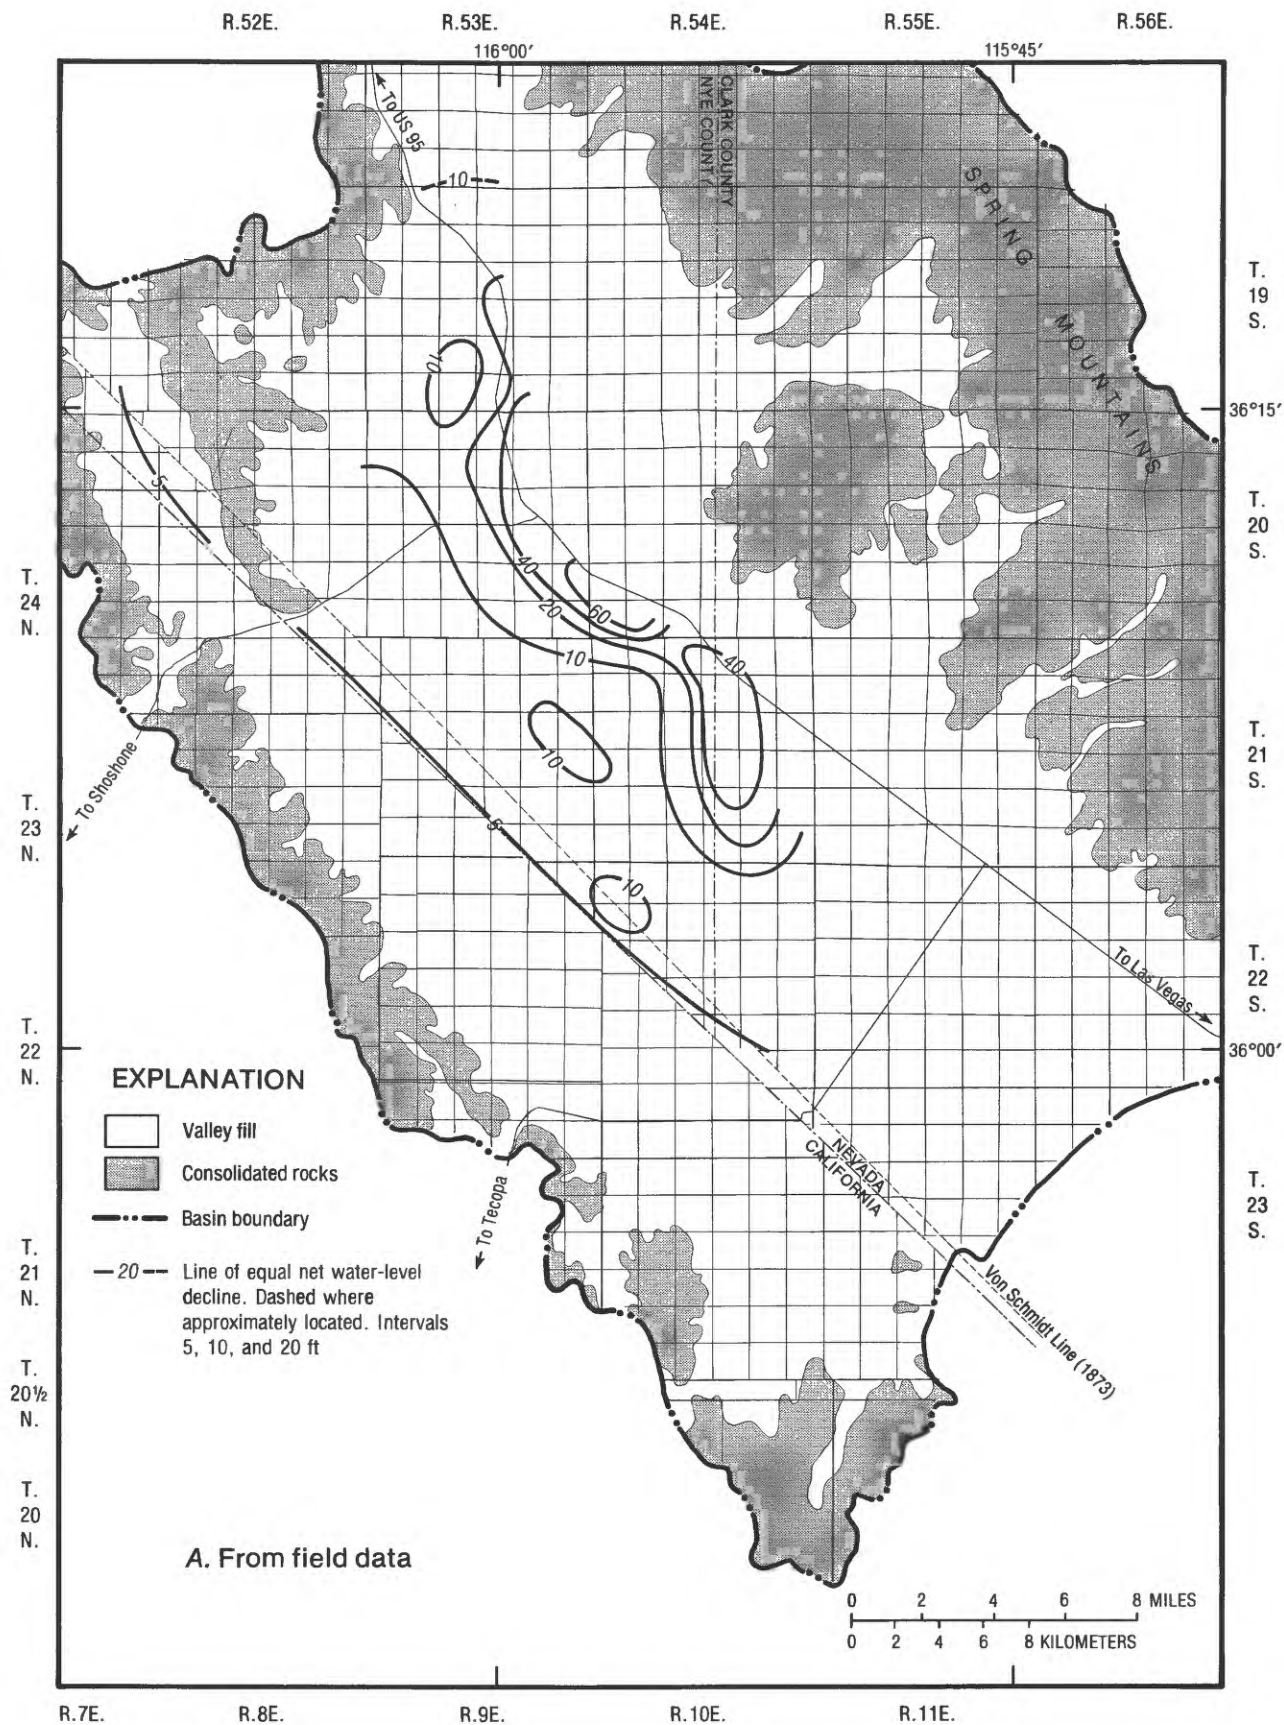 R.52E. R.53E. R.54E. R.55E. R.56E.
116°00′ 115°45′
To US 95
CLARK COUNTY
NYE COUNTY
10
SPRING
MOUNTAINS
T.
19
S.
10
36°15′
5
T.
20
S.
40
20
60
T.
24
N.
10
40
10
T.
21
S.
To Shoshone
T.
23
N.
5
10
T.
22
S.
To Las Vegas
T.
22
N.
36°00′
EXPLANATION
Valley fill
Consolidated rocks
Basin boundary
20 Line of equal net water-level
decline. Dashed where
approximately located. Intervals
5, 10, and 20 ft
NEVADA
CALIFORNIA
To Tecopa
T.
23
S.
T.
21
N.
Von Schmidt Line (1873)
T.
20½
N.
T.
20
N.
A. From field data
0 2 4 6 8 MILES
0 2 4 6 8 KILOMETERS
R.7E. R.8E. R.9E. R.10E. R.11E.